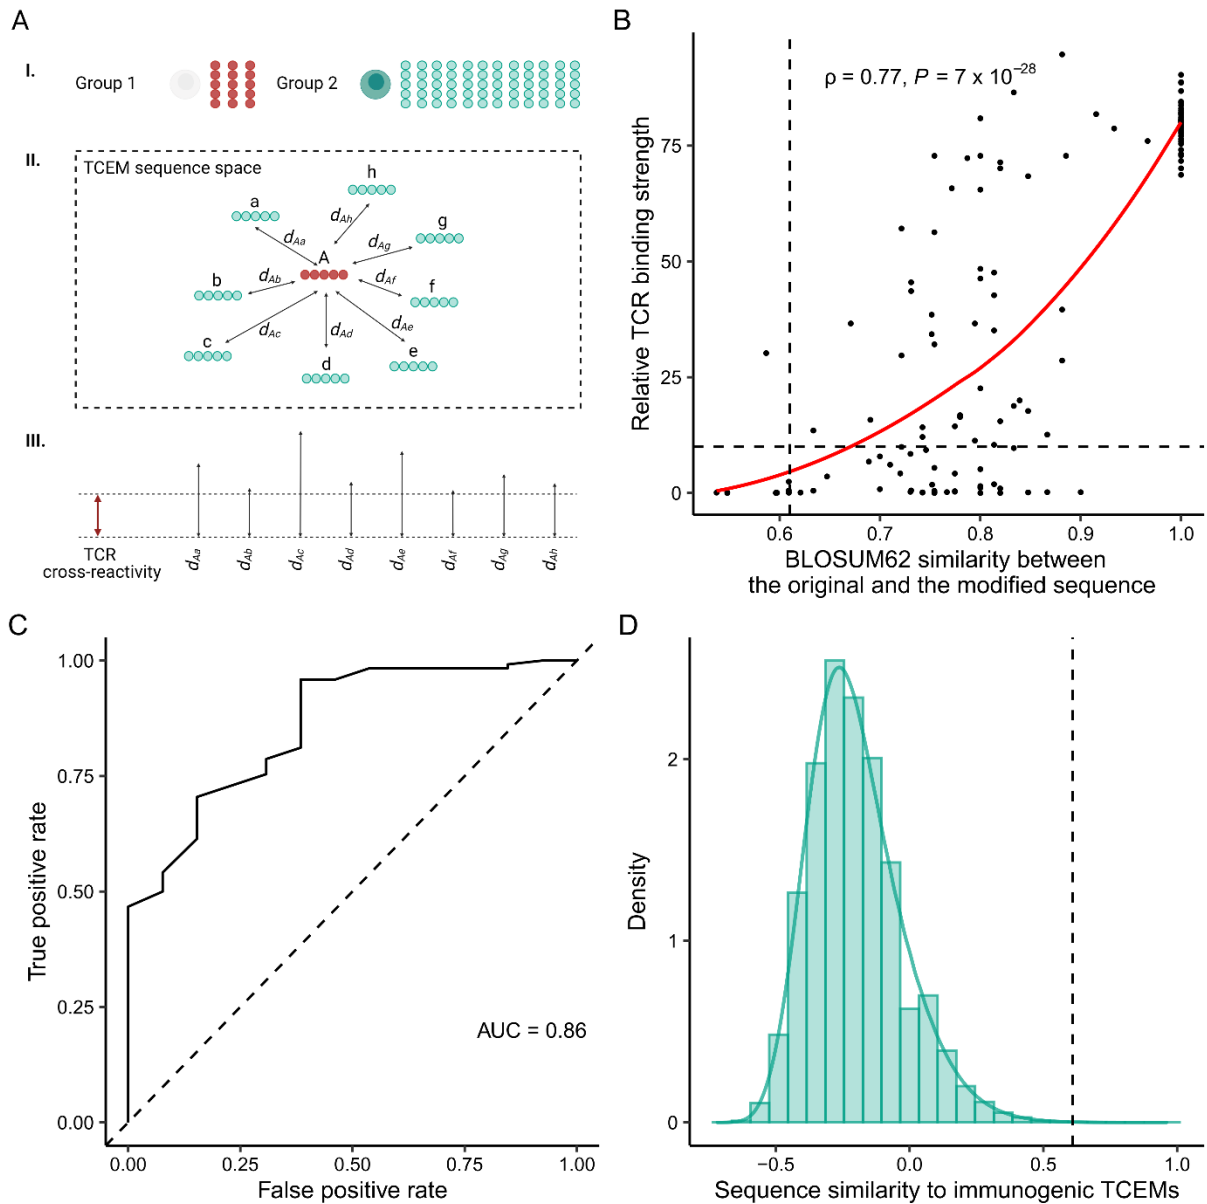 A
I.
Group 1
Group 2
II.
TCEM sequence space
h
a
dAh
g
dAa
dAg
A
b
dAb
dAf
f
c
dAc
dAd
dAe
d
e
III.
TCR
cross-reactivity
dAa
dAb
dAc
dAd
dAe
dAf
dAg
dAh
B
ρ = 0.77, P = 7 x 10⁻²⁸
Relative TCR binding strength
75
50
25
0
0.6
0.7
0.8
0.9
1.0
BLOSUM62 similarity between
the original and the modified sequence
C
True positive rate
1.00
0.75
0.50
0.25
0.00
AUC = 0.86
0.00
0.25
0.50
0.75
1.00
False positive rate
D
Density
2
1
0
−0.5
0.0
0.5
1.0
Sequence similarity to immunogenic TCEMs